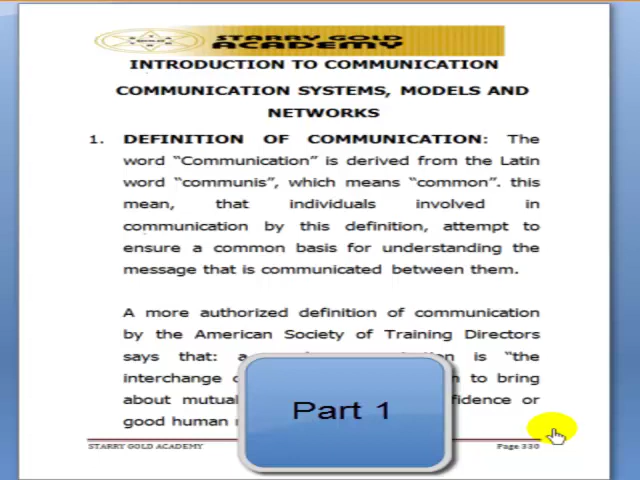 STARRY GOLD
ACADEMY
INTRODUCTION TO COMMUNICATION
COMMUNICATION SYSTEMS, MODELS AND
NETWORKS
1. DEFINITION OF COMMUNICATION: The
word “Communication” is derived from the Latin
word “communis”, which means “common”. this
mean, that individuals involved in
communication by this definition, attempt to
ensure a common basis for understanding the
message that is communicated between them.
A more authorized definition of communication
by the American Society of Training Directors
says that: a is “the
interchange to bring
about or
good human
Part 1
STARRY GOLD ACADEMY Page 330